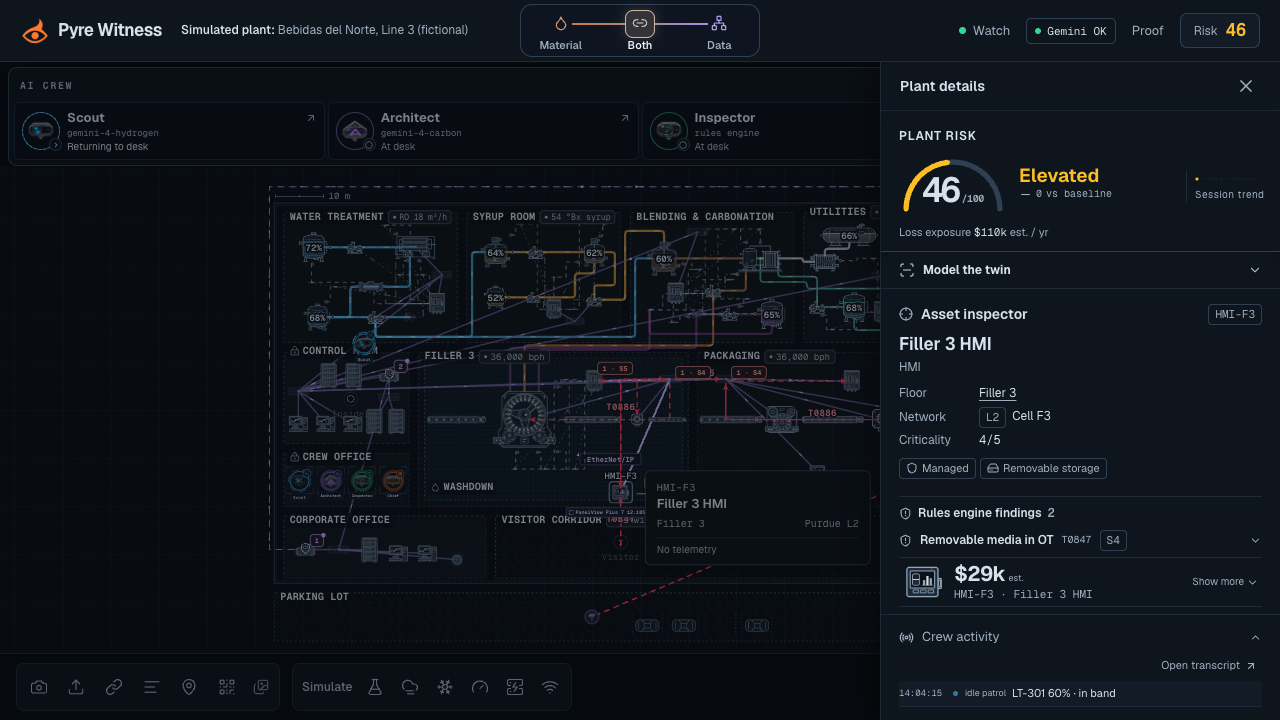 Pyre Witness
Simulated plant: Bebidas del Norte, Line 3 (fictional)
Material
Both
Data
Watch
Gemini OK
Proof
Risk 46
AI CREW
Scout
gemini-4-hydrogen
Returning to desk
Architect
gemini-4-carbon
At desk
Inspector
rules engine
At desk
10 m
WATER TREATMENT
RO 18 m³/h
SYRUP ROOM
54 °Bx syrup
BLENDING & CARBONATION
UTILITIES
72%
68%
64%
62%
52%
60%
65%
66%
68%
CONTROL
Scout
2
FILLER 3
36,000 bph
PACKAGING
36,000 bph
1 · S5
1 · S4
1 · S4
T0886
T0886
EtherNet/IP
HMI-F3
CREW OFFICE
Scout
Architect
Inspector
Chief
WASHDOWN
CORPORATE OFFICE
1
VISITOR CORRIDOR
Visitor
PARKING LOT
HMI-F3
Filler 3 HMI
Filler 3
Purdue L2
No telemetry
Simulate
Plant details
PLANT RISK
46/100
Elevated
— 0 vs baseline
Session trend
Loss exposure $110k est. / yr
Model the twin
Asset inspector
HMI-F3
Filler 3 HMI
HMI
Floor
Filler 3
Network
L2 Cell F3
Criticality
4/5
Managed
Removable storage
Rules engine findings 2
Removable media in OT T0847 S4
$29k est.
HMI-F3 · Filler 3 HMI
Show more
Crew activity
Open transcript
14:04:15 idle patrol LT-301 60% · in band